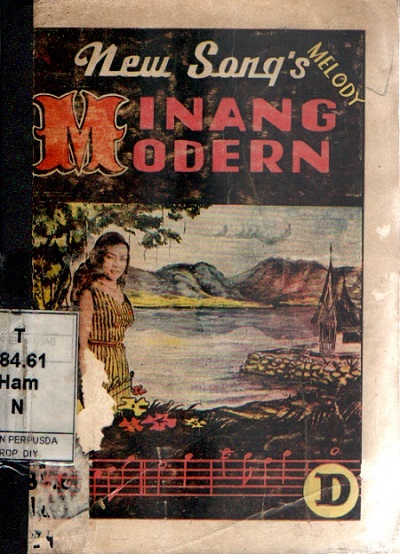 New Song's
MELODY
MINANG
MODERN
T
84.61
Ham
N
N PERPUSDA
ROP. DIY
D